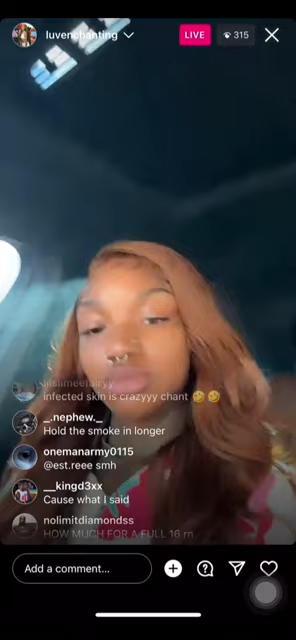 luvenchanting
LIVE
315
infected skin is crazyyy chant 🤣🤣
_.nephew._
Hold the smoke in longer
onemanarmy0115
@est.reee smh
__kingd3xx
Cause what I said
nolimitdiamondss
HOW MUCH FOR A FULL 16 rn
Add a comment...